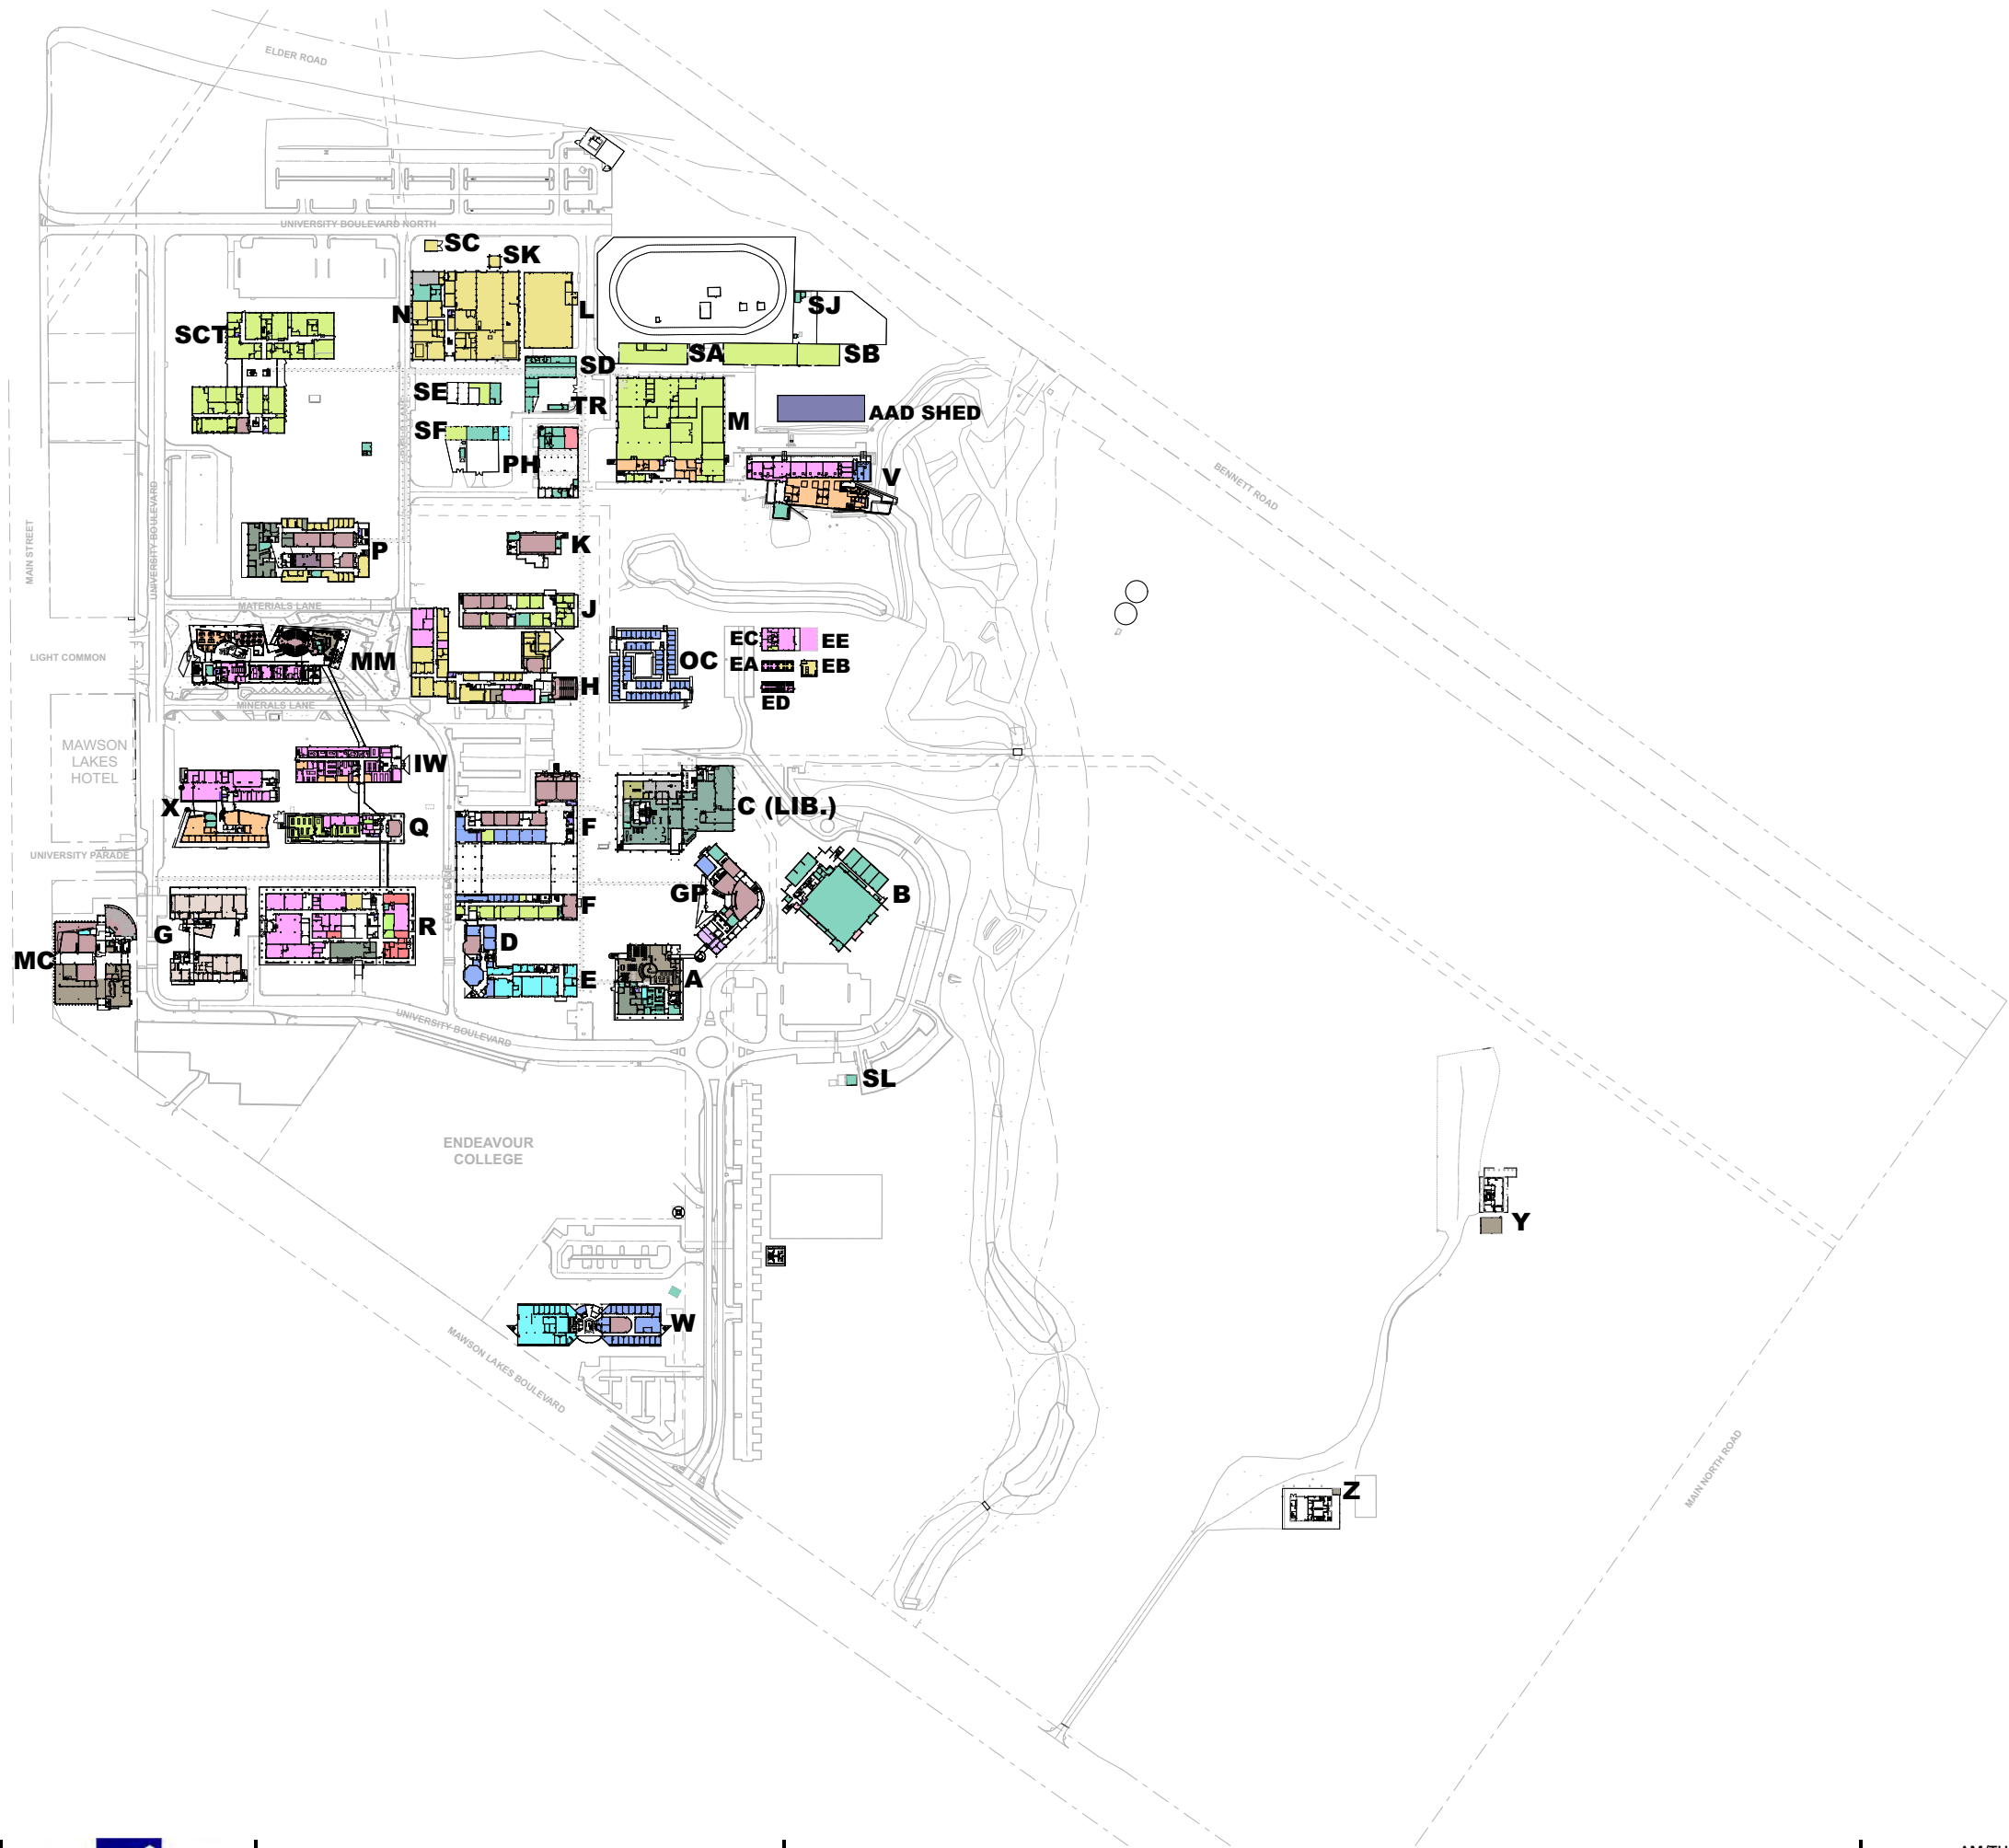 ELDER ROAD
UNIVERSITY BOULEVARD NORTH
SC
SK
N
L
SJ
SCT
SA
SB
SD
SE
TR
M
AAD SHED
SF
PH
V
BENNETT ROAD
MAIN STREET
UNIVERSITY BOULEVARD
P
K
MATERIALS LANE
J
LIGHT COMMON
MM
OC
EC
EE
EA
EB
H
ED
MINERALS LANE
MAWSON
LAKES
HOTEL
IW
X
Q
F
C (LIB.)
UNIVERSITY PARADE
GP
B
F
G
R
D
MC
E
A
UNIVERSITY BOULEVARD
SL
ENDEAVOUR
COLLEGE
Y
W
MAWSON LAKES BOULEVARD
MAIN NORTH ROAD
Z